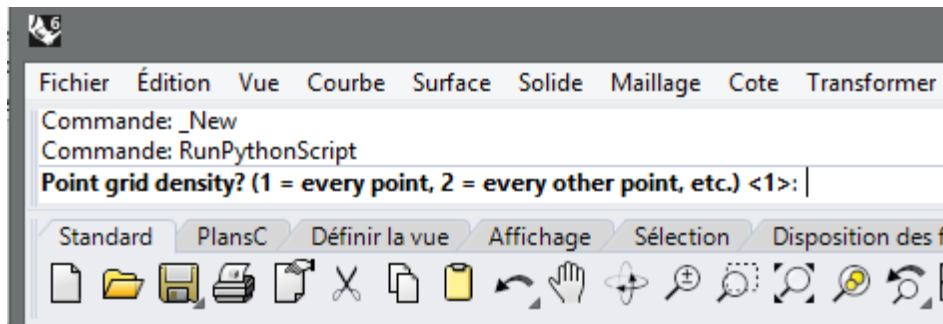 6
Fichier Édition Vue Courbe Surface Solide Maillage Cote Transformer
Commande: _New
Commande: RunPythonScript
Point grid density? (1 = every point, 2 = every other point, etc.) <1>:
Standard PlansC Définir la vue Affichage Sélection Disposition des